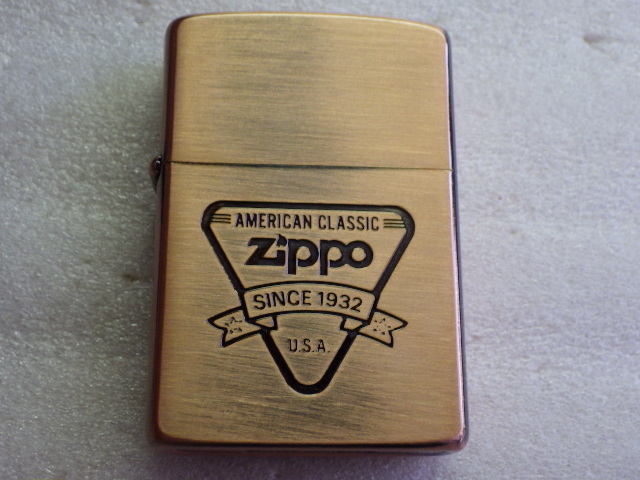 AMERICAN CLASSIC
Zippo
SINCE 1932
U.S.A.